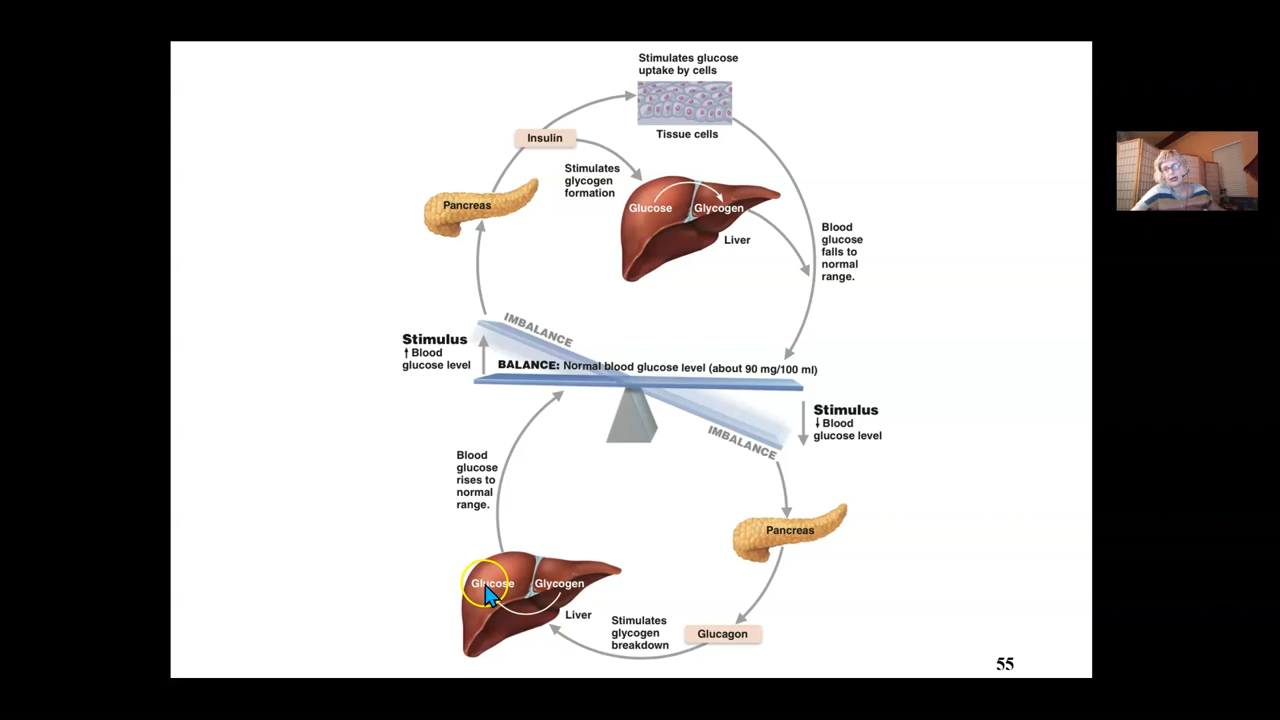 Stimulates glucose
uptake by cells
Tissue cells
Insulin
Stimulates
glycogen
formation
Pancreas
Glucose
Glycogen
Liver
Blood
glucose
falls to
normal
range.
IMBALANCE
Stimulus
↑ Blood
glucose level
BALANCE: Normal blood glucose level (about 90 mg/100 ml)
Stimulus
↓ Blood
glucose level
IMBALANCE
Blood
glucose
rises to
normal
range.
Pancreas
Glucose
Glycogen
Liver
Stimulates
glycogen
breakdown
Glucagon
55